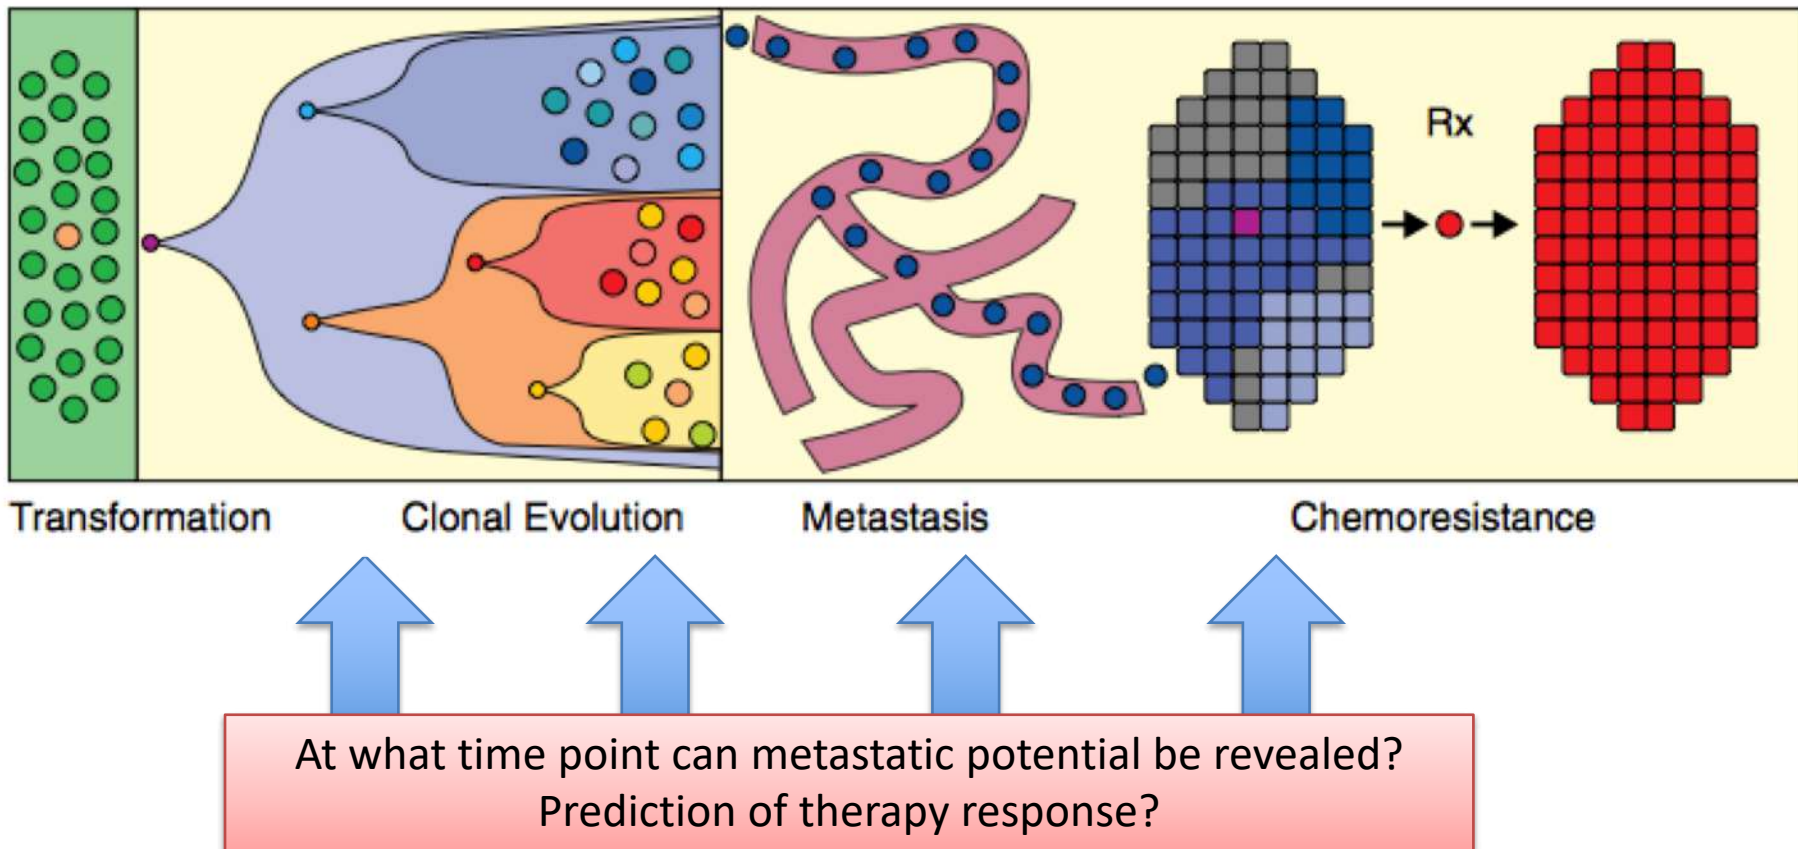 Rx
Transformation
Clonal Evolution
Metastasis
Chemoresistance
At what time point can metastatic potential be revealed?
Prediction of therapy response?